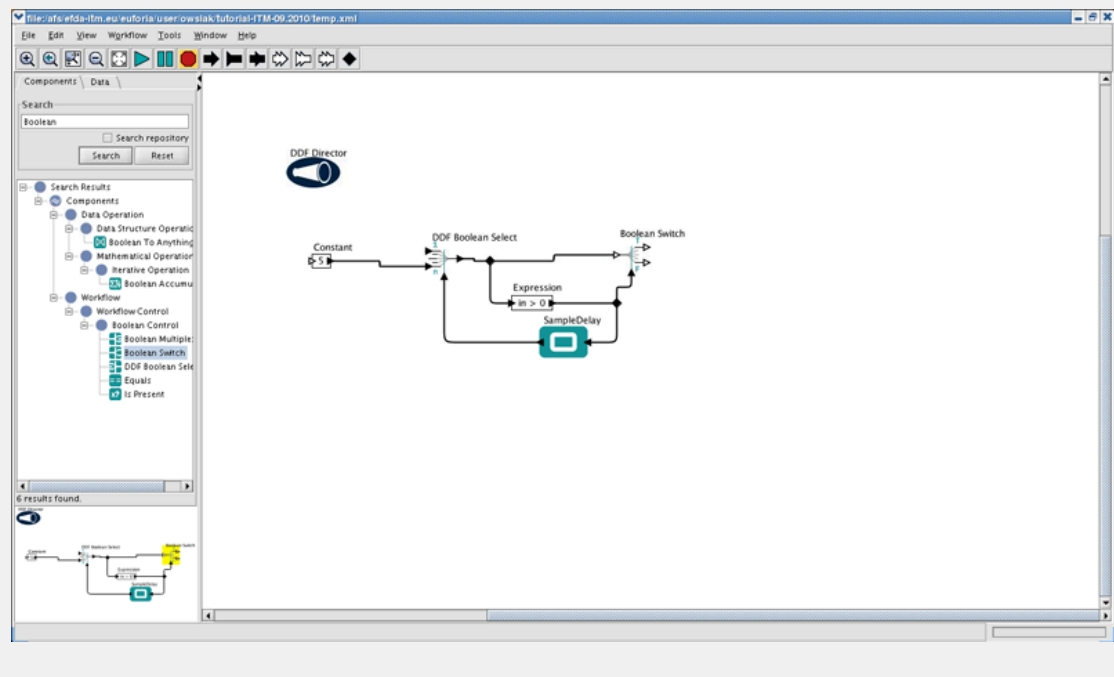 file:/afs/efda-itm.eu/euforia/user/owsiak/tutorial-ITM-09.2010/temp.xml
File Edit View Workflow Tools Window Help
Components Data
Search
Boolean
Search repository
Search Reset
Search Results
Components
Data Operation
Data Structure Operatic
Boolean To Anything
Mathematical Operation
Iterative Operation
Boolean Accumu
Workflow
Workflow Control
Boolean Control
Boolean Multiple
Boolean Switch
DDF Boolean Sele
Equals
Is Present
6 results found.
DDF Director
Constant
5
DDF Boolean Select
Boolean Switch
T
F
Expression
in > 0
SampleDelay